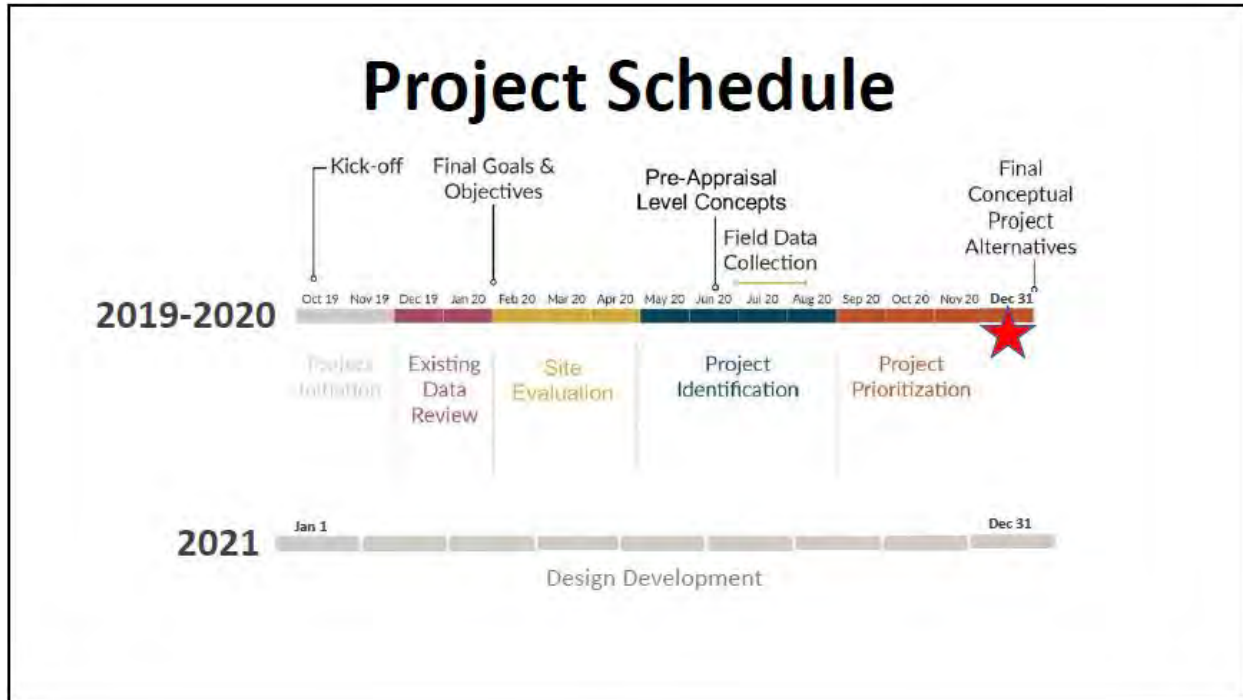 Project Schedule
Kick-off
Final Goals &
Objectives
Pre-Appraisal
Level Concepts
Field Data
Collection
Final
Conceptual
Project
Alternatives
2019-2020
Oct 19 Nov 19 Dec 19 Jan 20 Feb 20 Mar 20 Apr 20 May 20 Jun 20 Jul 20 Aug 20 Sep 20 Oct 20 Nov 20 Dec 31
Project
Initiation
Existing
Data
Review
Site
Evaluation
Project
Identification
Project
Prioritization
2021
Jan 1
Dec 31
Design Development